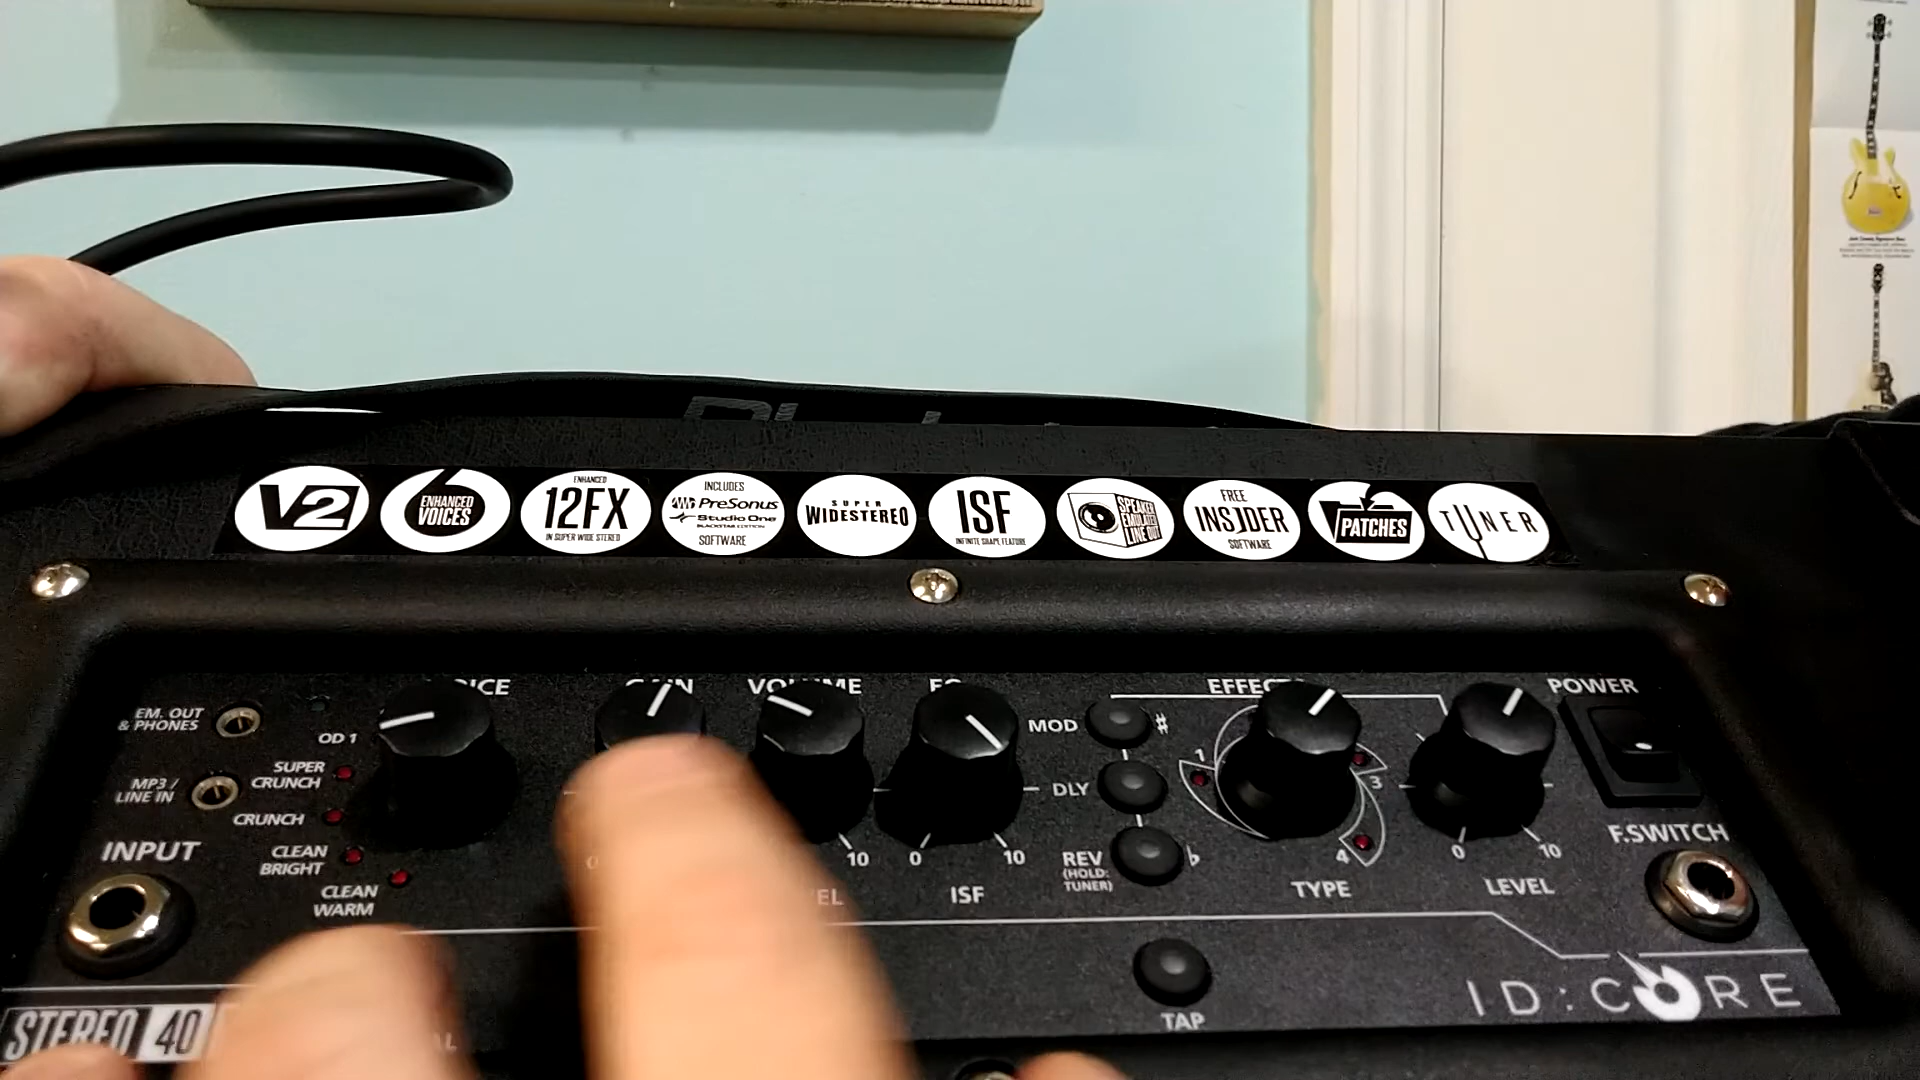 V2
ENHANCED
VOICES
ENHANCED
12FX
IN SUPER WIDE STEREO
INCLUDES
PreSonus
Studio One
BLACKSTAR EDITION
SOFTWARE
SUPER
WIDESTEREO
ISF
INFINITE SHAPE FEATURE
SPEAKER
EMULATED
LINE OUT
FREE
INSIDER
SOFTWARE
PATCHES
TUNER
EFFECT
POWER
EM. OUT
& PHONES
MP3 /
LINE IN
INPUT
OD 1
SUPER
CRUNCH
CRUNCH
CLEAN
BRIGHT
CLEAN
WARM
GAIN
VOLUME
10
0
10
ISF
MOD
♯
DLY
REV
♭
(HOLD:
TUNER)
1
3
4
TYPE
0
10
LEVEL
F.SWITCH
TAP
ID:CORE
STEREO 40